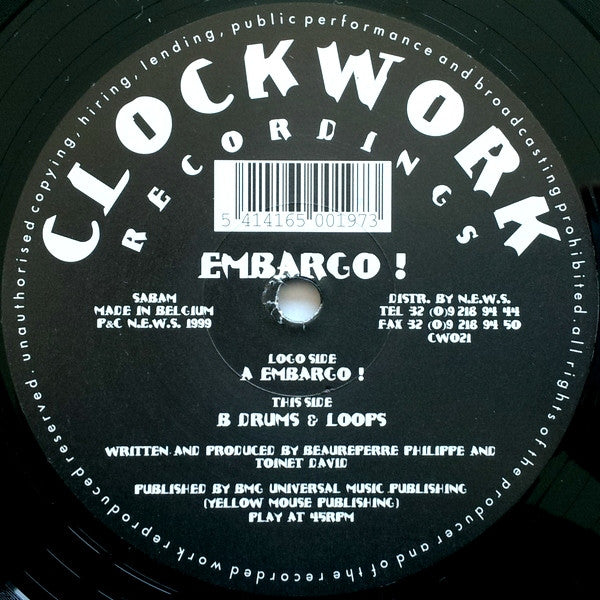 unauthorised copying, hiring, lending, public performance and broadcasting prohibited. all rights of the producer and of the recorded work reproduced reserved.
CLOCKWORK
RECORDINGS
5 414165 001973
EMBARGO !
SABAM
MADE IN BELGIUM
P&C N.E.W.S. 1999
DISTR. BY N.E.W.S.
TEL 32 (0)9 218 94 44
FAX 32 (0)9 218 94 50
CW021
LOGO SIDE
A EMBARGO !
THIS SIDE
B DRUMS & LOOPS
WRITTEN AND PRODUCED BY BEAUREPERRE PHILIPPE AND
TOINET DAVID
PUBLISHED BY BMG UNIVERSAL MUSIC PUBLISHING
(YELLOW MOUSE PUBLISHING)
PLAY AT 45RPM